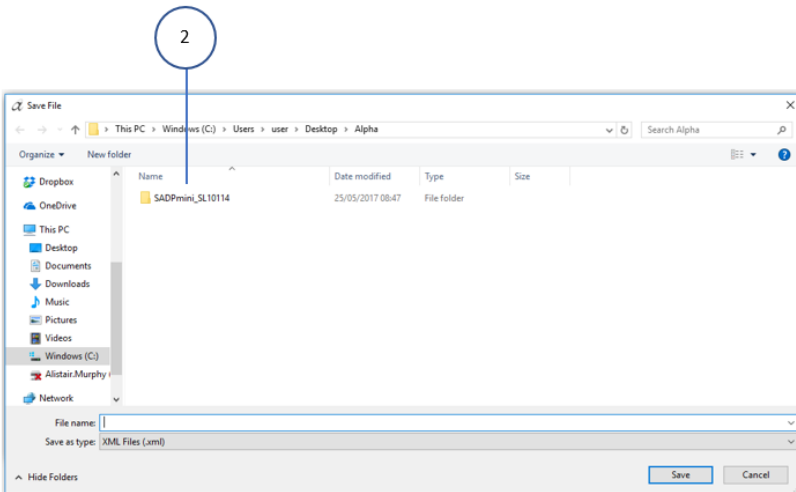 2
Save File
This PC > Windows (C:) > Users > user > Desktop > Alpha
Search Alpha
Organize
New folder
Name
Date modified
Type
Size
SADPmini_SL10114
25/05/2017 08:47
File folder
Dropbox
OneDrive
This PC
Desktop
Documents
Downloads
Music
Pictures
Videos
Windows (C:)
Alistair.Murphy
Network
File name:
Save as type: XML Files (.xml)
Hide Folders
Save
Cancel